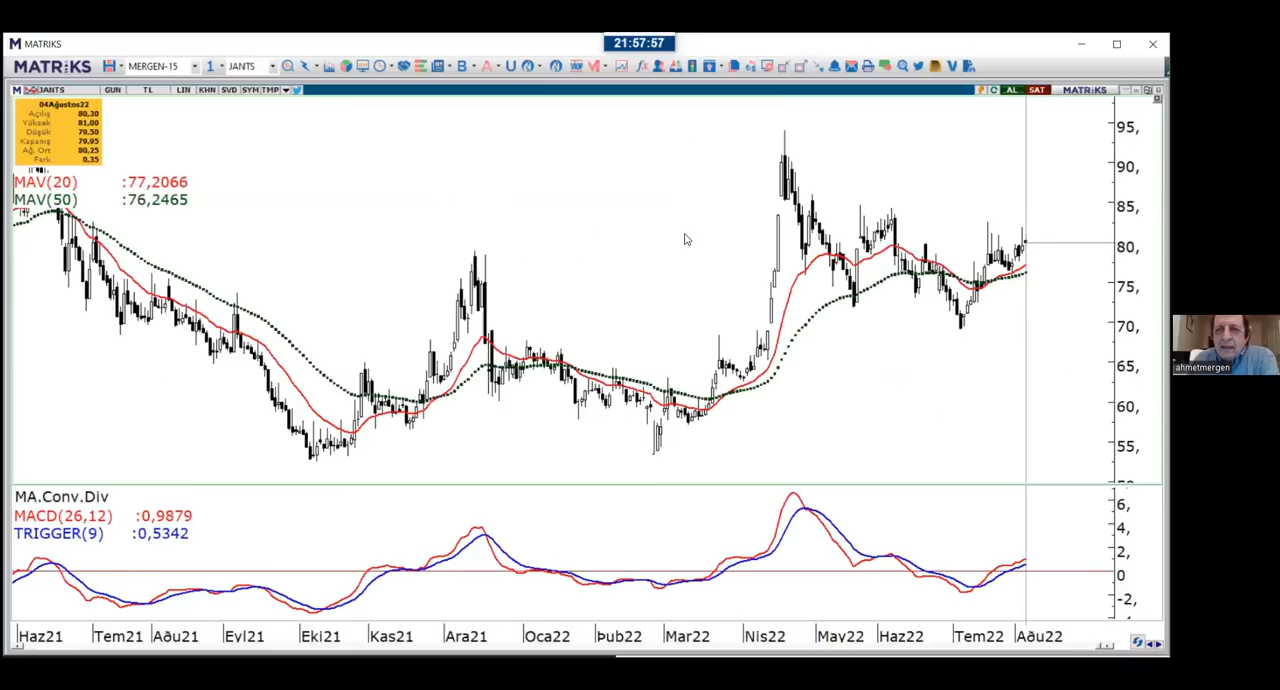 MATRIKS
21:57:57
MATRIKS MERGEN-15 1 JANTS
JANTS GUN TL LIN KHN SVD SYM TMP AL SAT MATRIKS
04Ağustos22
Açılış 80,30
Yüksek 81,00
Düşük 79,50
Kapanış 79,95
Ağ. Ort 80,25
Fark 0,35
MAV(20) :77,2066
MAV(50) :76,2465
95,
90,
85,
80,
75,
70,
65,
60,
55,
MA.Conv.Div
MACD(26,12) :0,9879
TRIGGER(9) :0,5342
6,
4,
2,
0
-2,
Haz21 Tem21 Aðu21 Eyl21 Eki21 Kas21 Ara21 Oca22 Þub22 Mar22 Nis22 May22 Haz22 Tem22 Aðu22
ahmetmergen